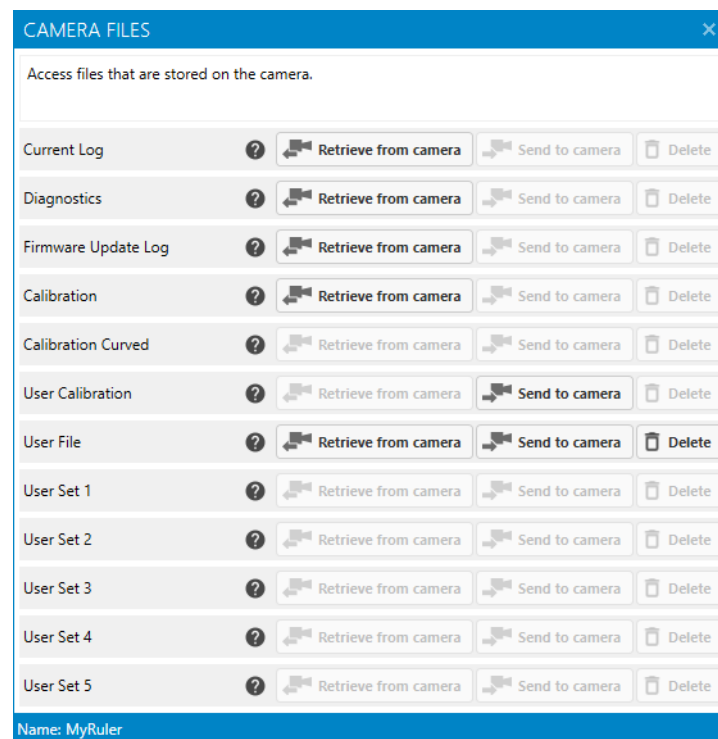 CAMERA FILES
Access files that are stored on the camera.
Current Log ? Retrieve from camera Send to camera Delete
Diagnostics ? Retrieve from camera Send to camera Delete
Firmware Update Log ? Retrieve from camera Send to camera Delete
Calibration ? Retrieve from camera Send to camera Delete
Calibration Curved ? Retrieve from camera Send to camera Delete
User Calibration ? Retrieve from camera Send to camera Delete
User File ? Retrieve from camera Send to camera Delete
User Set 1 ? Retrieve from camera Send to camera Delete
User Set 2 ? Retrieve from camera Send to camera Delete
User Set 3 ? Retrieve from camera Send to camera Delete
User Set 4 ? Retrieve from camera Send to camera Delete
User Set 5 ? Retrieve from camera Send to camera Delete
Name: MyRuler